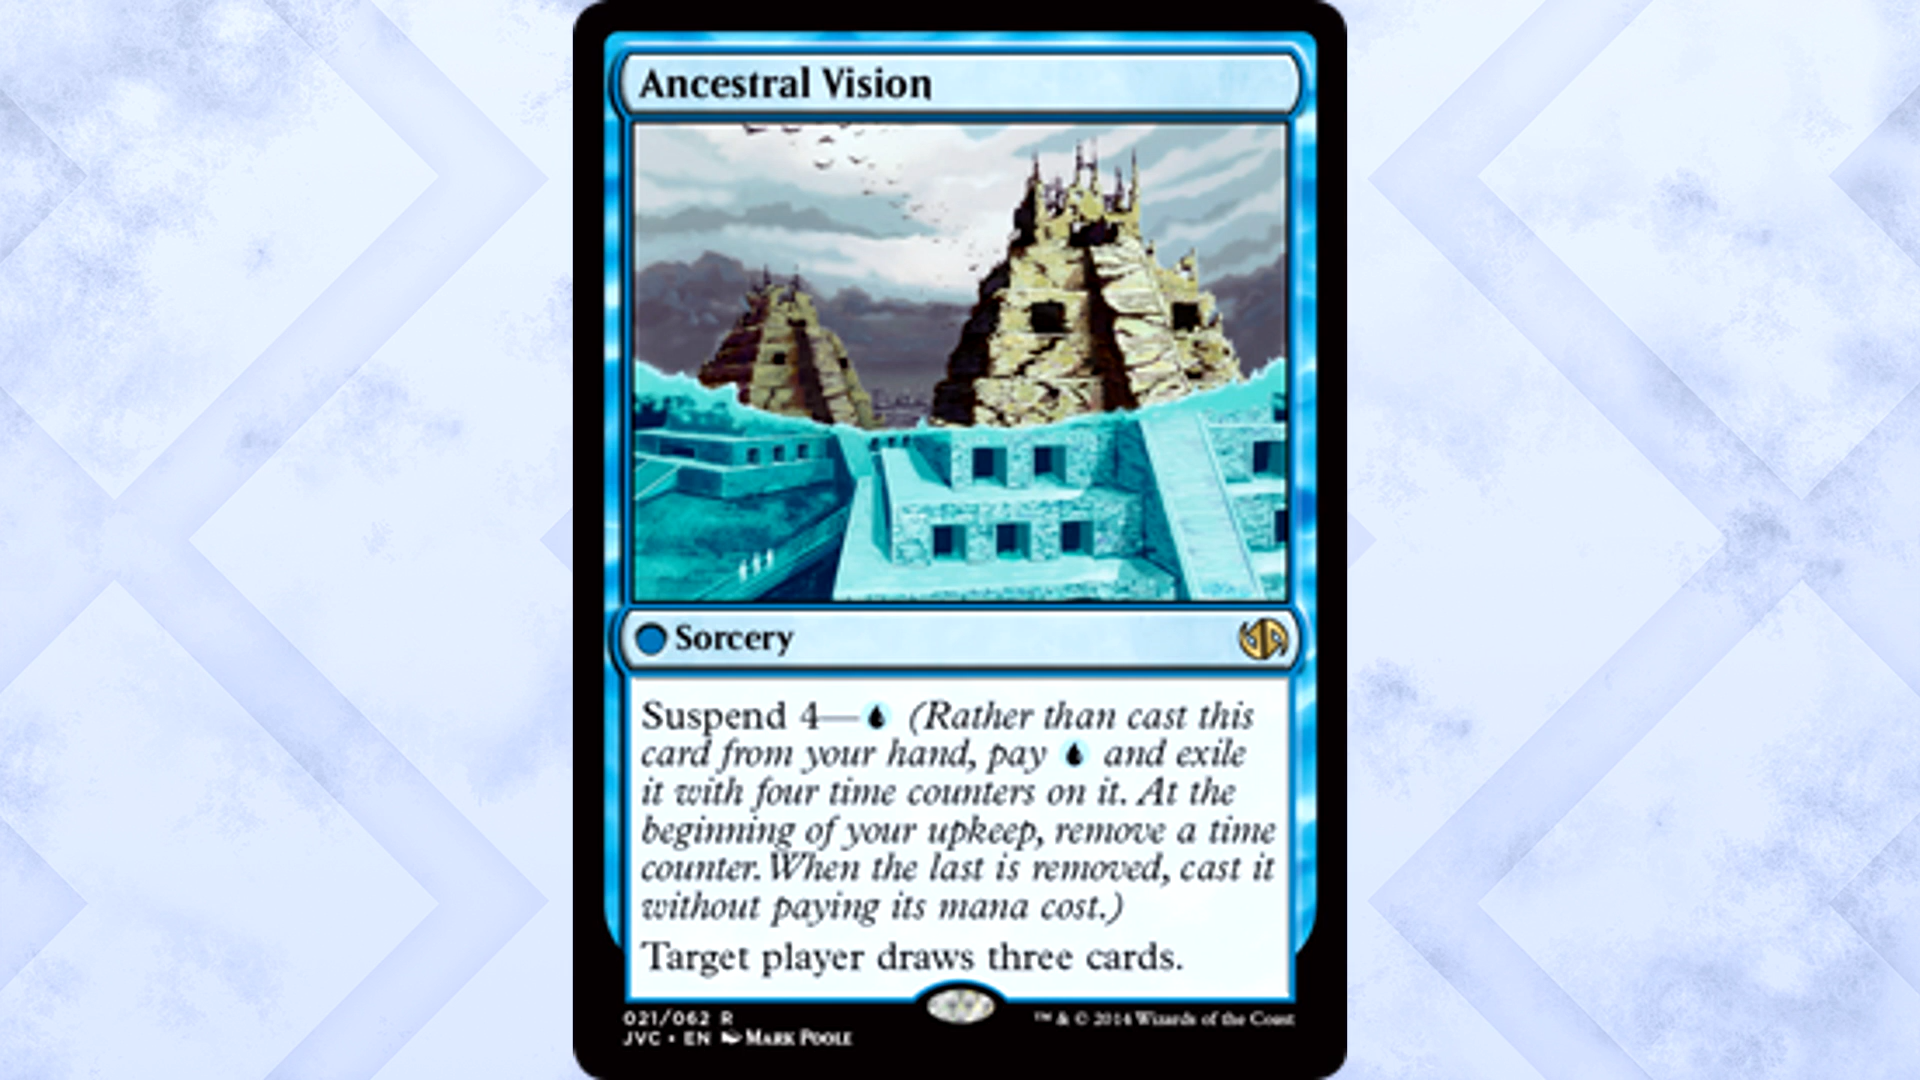 Ancestral Vision
Sorcery
Suspend 4— (Rather than cast this
card from your hand, pay and exile
it with four time counters on it. At the
beginning of your upkeep, remove a time
counter. When the last is removed, cast it
without paying its mana cost.)
Target player draws three cards.
021/062 R
JVC • EN Mark Poole
™ & © 2014 Wizards of the Coast